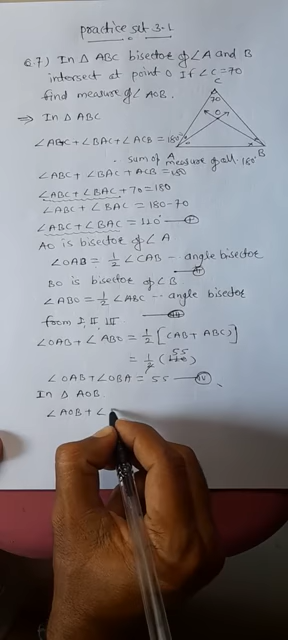 practice set 3.1
Q.7) In △ ABC bisector of ∠A and B
intersect at point O If ∠C = 70
find measure of ∠AOB.
C
70
O
A
B
⇒ In △ ABC
∠ABC + ∠BAC + ∠ACB = 180°
sum of measure of all 180°
∠ABC + ∠BAC + ACB = 180
∠ABC + ∠BAC + 70 = 180
∠ABC + ∠BAC = 180 - 70
∠ABC + ∠BAC = 110° — I
AO is bisector of ∠A
∠OAB = 1/2 ∠CAB -- angle bisector
II
BO is bisector of ∠B
∠ABO = 1/2 ∠ABC -- angle bisector
III
from I, II, III
∠OAB + ∠ABO = 1/2 [CAB + ABC]
= 1/2 (110) 55
∠OAB + ∠OBA = 55 — IV
In △ AOB
∠AOB + ∠